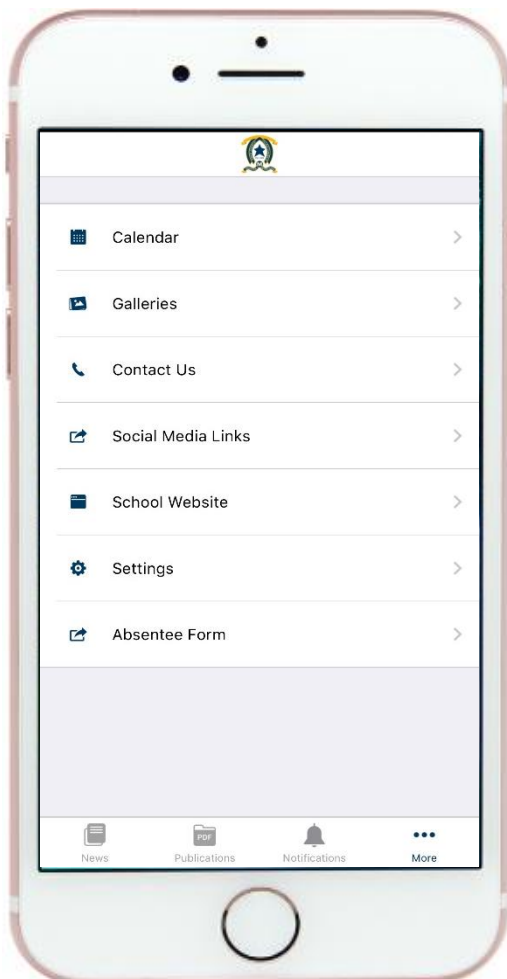 Calendar
Galleries
Contact Us
Social Media Links
School Website
Settings
Absentee Form
PDF
News
Publications
Notifications
More